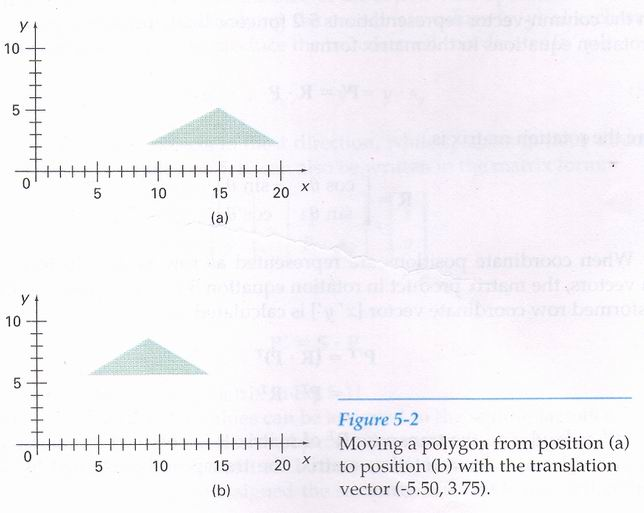 y
10
5
0
5
10
15
20
x
(a)
y
10
5
0
5
10
15
20
x
(b)
Figure 5-2
Moving a polygon from position (a)
to position (b) with the translation
vector (-5.50, 3.75).